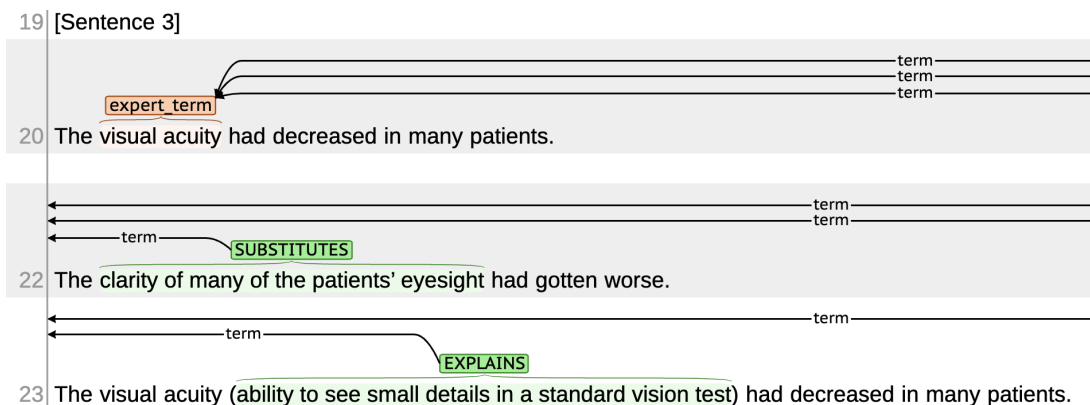 19 [Sentence 3]
term
term
term
expert_term
20 The visual acuity had decreased in many patients.
term
term
term
SUBSTITUTES
22 The clarity of many of the patients’ eyesight had gotten worse.
term
term
EXPLAINS
23 The visual acuity (ability to see small details in a standard vision test) had decreased in many patients.